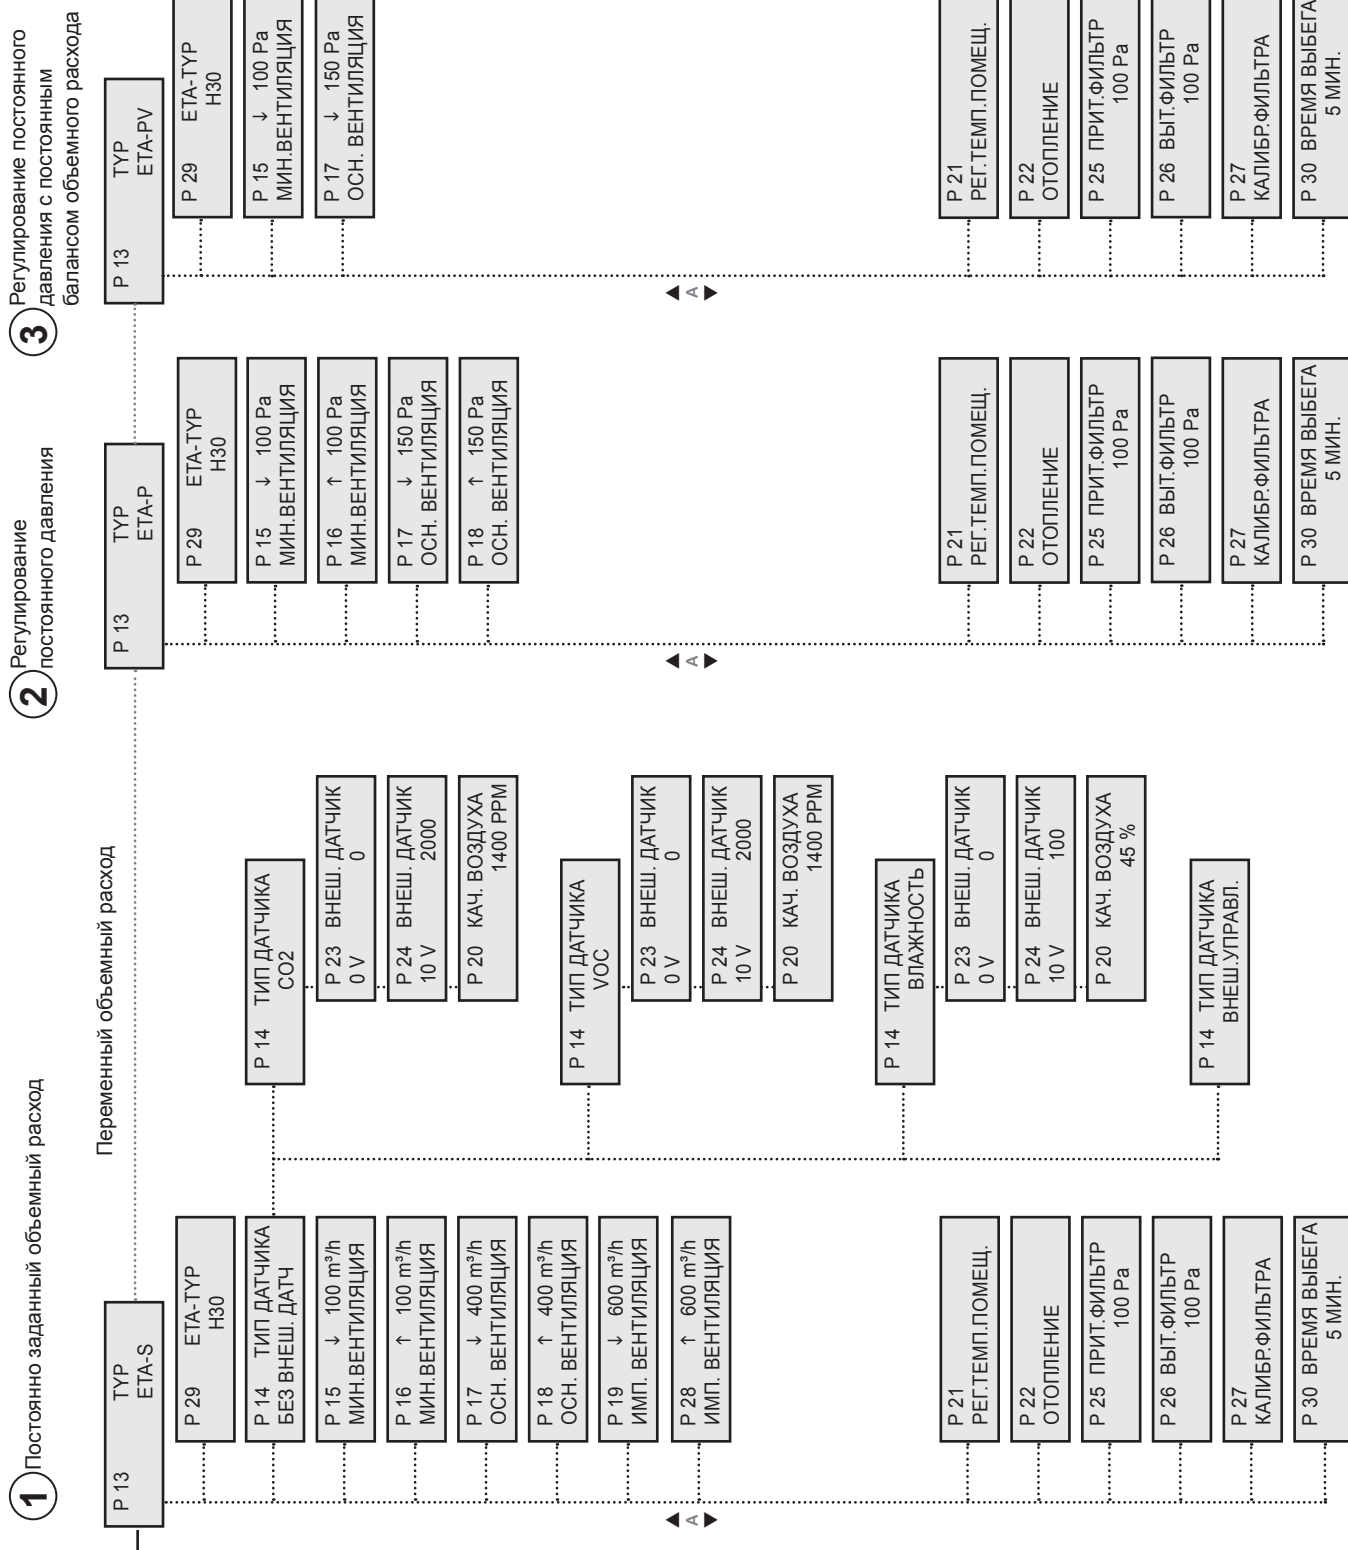 1 Постоянно заданный объемный расход
P 13 TYP
ETA-S
P 29 ETA-TYP
H30
P 14 ТИП ДАТЧИКА
БЕЗ ВНЕШ. ДАТЧ
P 15 ↓ 100 m³/h
МИН.ВЕНТИЛЯЦИЯ
P 16 ↑ 100 m³/h
МИН.ВЕНТИЛЯЦИЯ
P 17 ↓ 400 m³/h
ОСН. ВЕНТИЛЯЦИЯ
P 18 ↑ 400 m³/h
ОСН. ВЕНТИЛЯЦИЯ
P 19 ↓ 600 m³/h
ИМП. ВЕНТИЛЯЦИЯ
P 28 ↑ 600 m³/h
ИМП. ВЕНТИЛЯЦИЯ
A
P 21
РЕГ.ТЕМП.ПОМЕЩ.
P 22
ОТОПЛЕНИЕ
P 25 ПРИТ.ФИЛЬТР
100 Pa
P 26 ВЫТ.ФИЛЬТР
100 Pa
P 27
КАЛИБР.ФИЛЬТРА
P 30 ВРЕМЯ ВЫБЕГА
5 МИН.
Переменный объемный расход
P 14 ТИП ДАТЧИКА
CO2
P 23 ВНЕШ. ДАТЧИК
0 V 0
P 24 ВНЕШ. ДАТЧИК
10 V 2000
P 20 КАЧ. ВОЗДУХА
1400 PPM
P 14 ТИП ДАТЧИКА
VOC
P 23 ВНЕШ. ДАТЧИК
0 V 0
P 24 ВНЕШ. ДАТЧИК
10 V 2000
P 20 КАЧ. ВОЗДУХА
1400 PPM
P 14 ТИП ДАТЧИКА
ВЛАЖНОСТЬ
P 23 ВНЕШ. ДАТЧИК
0 V 0
P 24 ВНЕШ. ДАТЧИК
10 V 100
P 20 КАЧ. ВОЗДУХА
45 %
P 14 ТИП ДАТЧИКА
ВНЕШ.УПРАВЛ.
2 Регулирование
постоянного давления
P 13 TYP
ETA-P
P 29 ETA-TYP
H30
P 15 ↓ 100 Pa
МИН.ВЕНТИЛЯЦИЯ
P 16 ↑ 100 Pa
МИН.ВЕНТИЛЯЦИЯ
P 17 ↓ 150 Pa
ОСН. ВЕНТИЛЯЦИЯ
P 18 ↑ 150 Pa
ОСН. ВЕНТИЛЯЦИЯ
A
P 21
РЕГ.ТЕМП.ПОМЕЩ.
P 22
ОТОПЛЕНИЕ
P 25 ПРИТ.ФИЛЬТР
100 Pa
P 26 ВЫТ.ФИЛЬТР
100 Pa
P 27
КАЛИБР.ФИЛЬТРА
P 30 ВРЕМЯ ВЫБЕГА
5 МИН.
3 Регулирование постоянного
давления с постоянным
балансом объемного расхода
P 13 TYP
ETA-PV
P 29 ETA-TYP
H30
P 15 ↓ 100 Pa
МИН.ВЕНТИЛЯЦИЯ
P 17 ↓ 150 Pa
ОСН. ВЕНТИЛЯЦИЯ
A
P 21
РЕГ.ТЕМП.ПОМЕЩ.
P 22
ОТОПЛЕНИЕ
P 25 ПРИТ.ФИЛЬТР
100 Pa
P 26 ВЫТ.ФИЛЬТР
100 Pa
P 27
КАЛИБР.ФИЛЬТРА
P 30 ВРЕМЯ ВЫБЕГА
5 МИН.